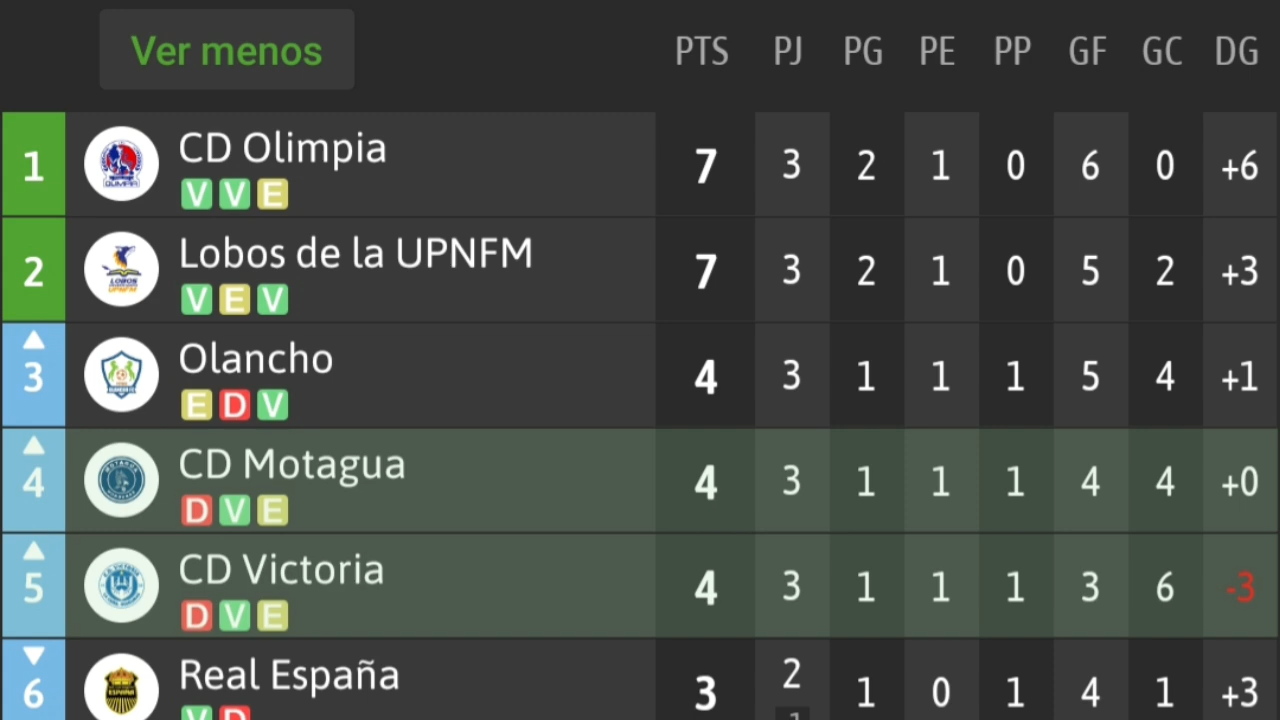 Ver menos PTS PJ PG PE PP GF GC DG
1 CD Olimpia 7 3 2 1 0 6 0 +6
V V E
2 Lobos de la UPNFM 7 3 2 1 0 5 2 +3
V E V
3 Olancho 4 3 1 1 1 5 4 +1
E D V
4 CD Motagua 4 3 1 1 1 4 4 +0
D V E
5 CD Victoria 4 3 1 1 1 3 6 -3
D V E
6 Real España 3 2 1 0 1 4 1 +3
V D